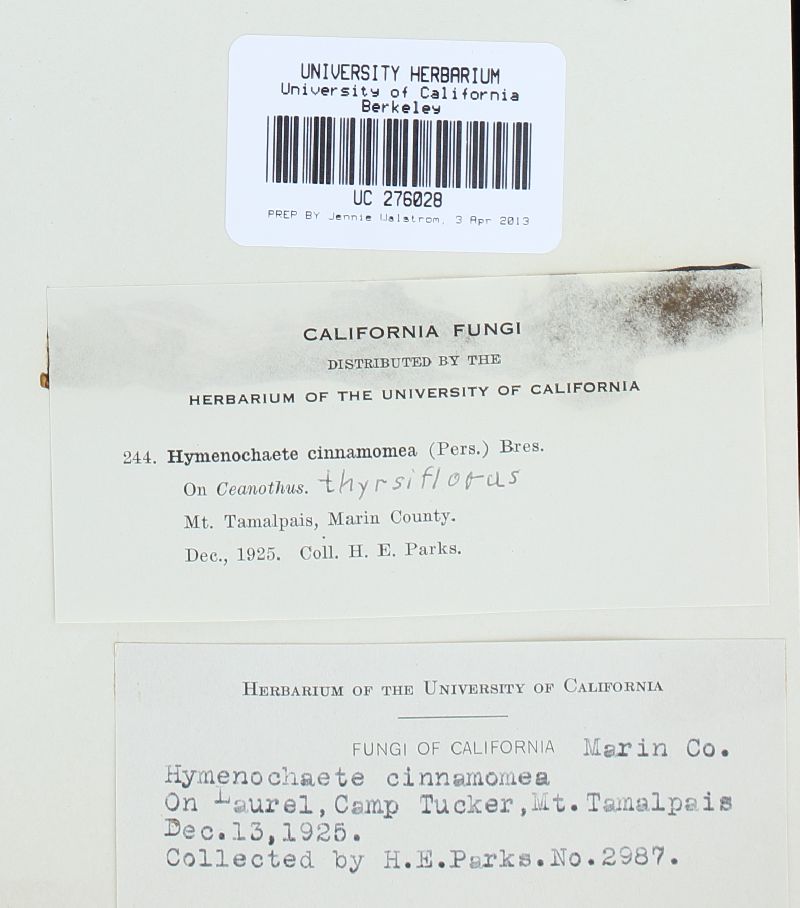 UNIVERSITY HERBARIUM
University of California
Berkeley
UC 276028
PREP BY Jennie Walstrom, 3 Apr 2013
CALIFORNIA FUNGI
DISTRIBUTED BY THE
HERBARIUM OF THE UNIVERSITY OF CALIFORNIA
244. Hymenochaete cinnamomea (Pers.) Bres.
On Ceanothus. thyrsiflorus
Mt. Tamalpais, Marin County.
Dec., 1925. Coll. H. E. Parks.
HERBARIUM OF THE UNIVERSITY OF CALIFORNIA
FUNGI OF CALIFORNIA Marin Co.
Hymenochaete cinnamomea
On Laurel,Camp Tucker,Mt.Tamalpais
Dec.13,1925.
Collected by H.E.Parks.No.2987.